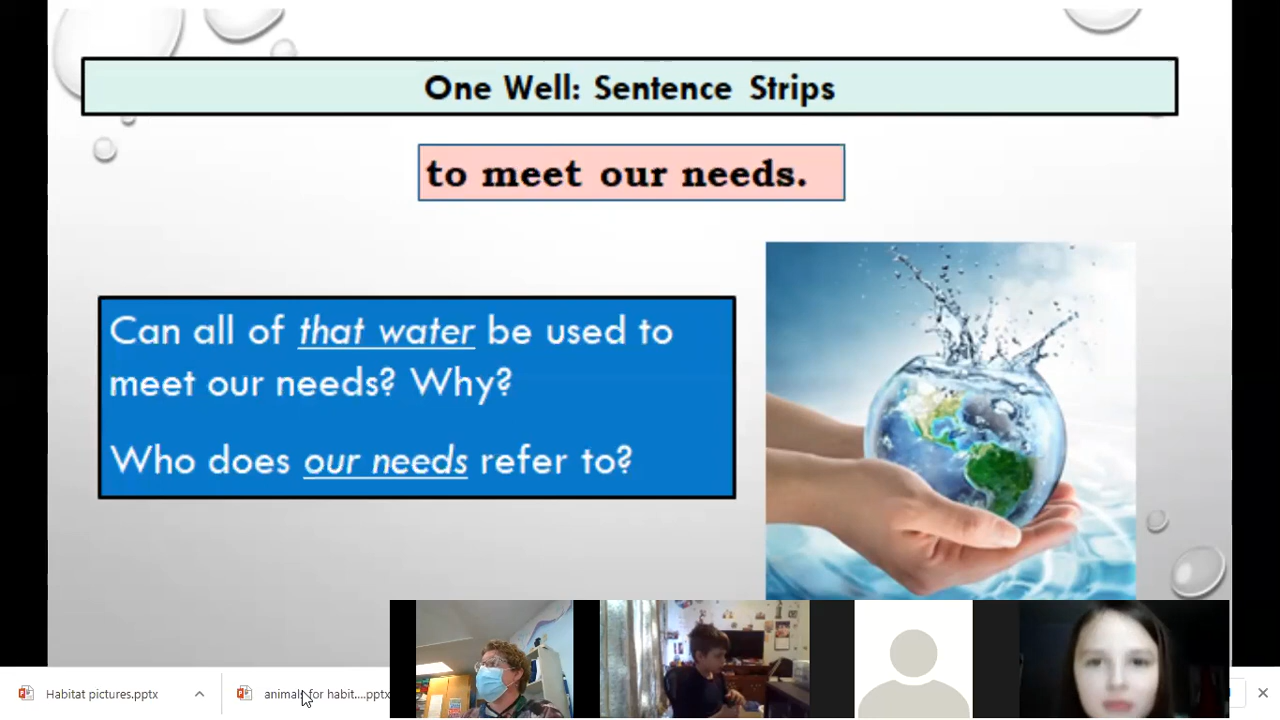 One Well: Sentence Strips
to meet our needs.
Can all of that water be used to
meet our needs? Why?
Who does our needs refer to?
Habitat pictures.pptx
animals for habit....pptx